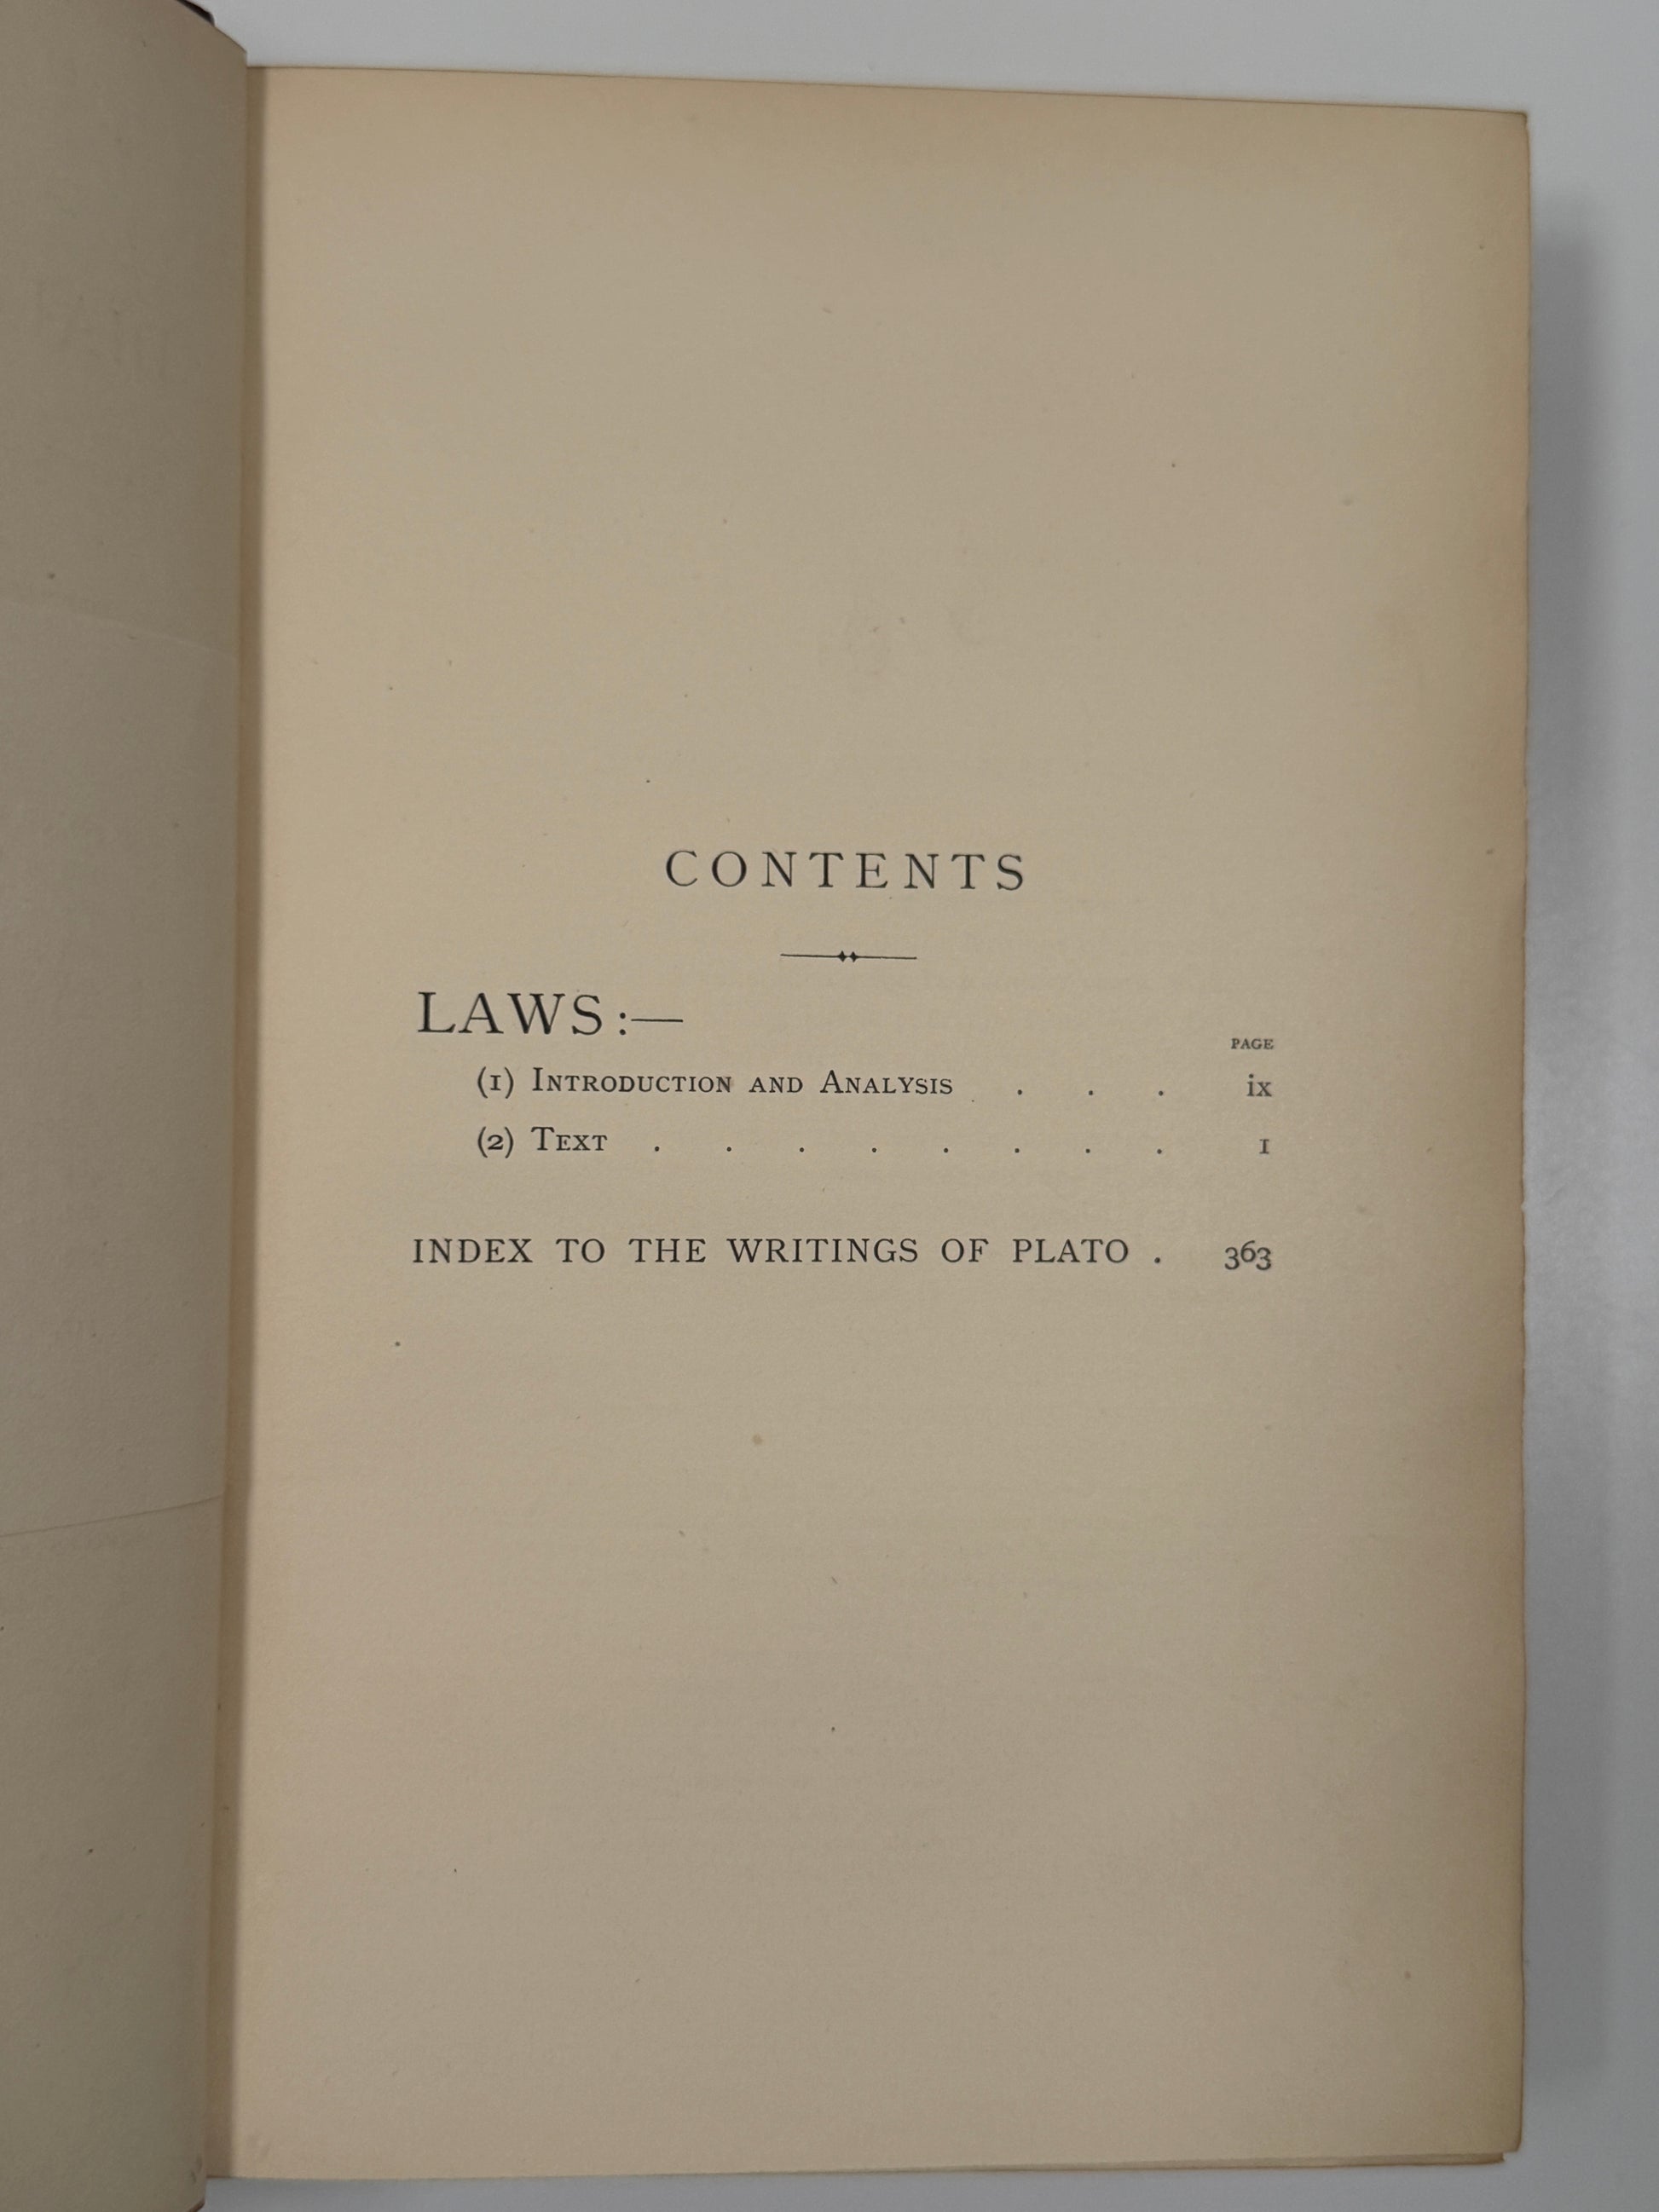 CONTENTS
LAWS:—
PAGE
(1) INTRODUCTION AND ANALYSIS . . . ix
(2) TEXT . . . . . . . . 1
INDEX TO THE WRITINGS OF PLATO . 363